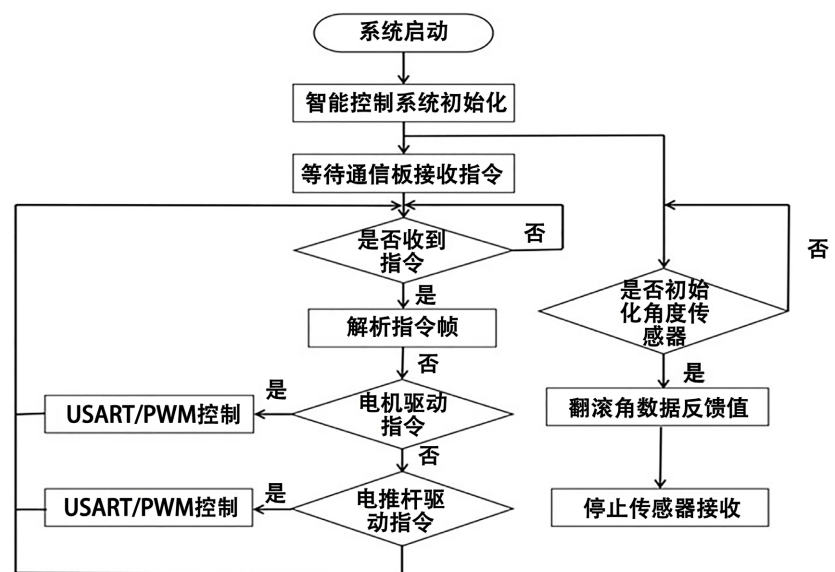 系统启动
智能控制系统初始化
等待通信板接收指令
是否收到
指令
否
是
解析指令帧
否
电机驱动
指令
是
USART/PWM控制
否
电推杆驱
动指令
是
USART/PWM控制
否
是否初始
化角度传
感器
是
翻滚角数据反馈值
停止传感器接收